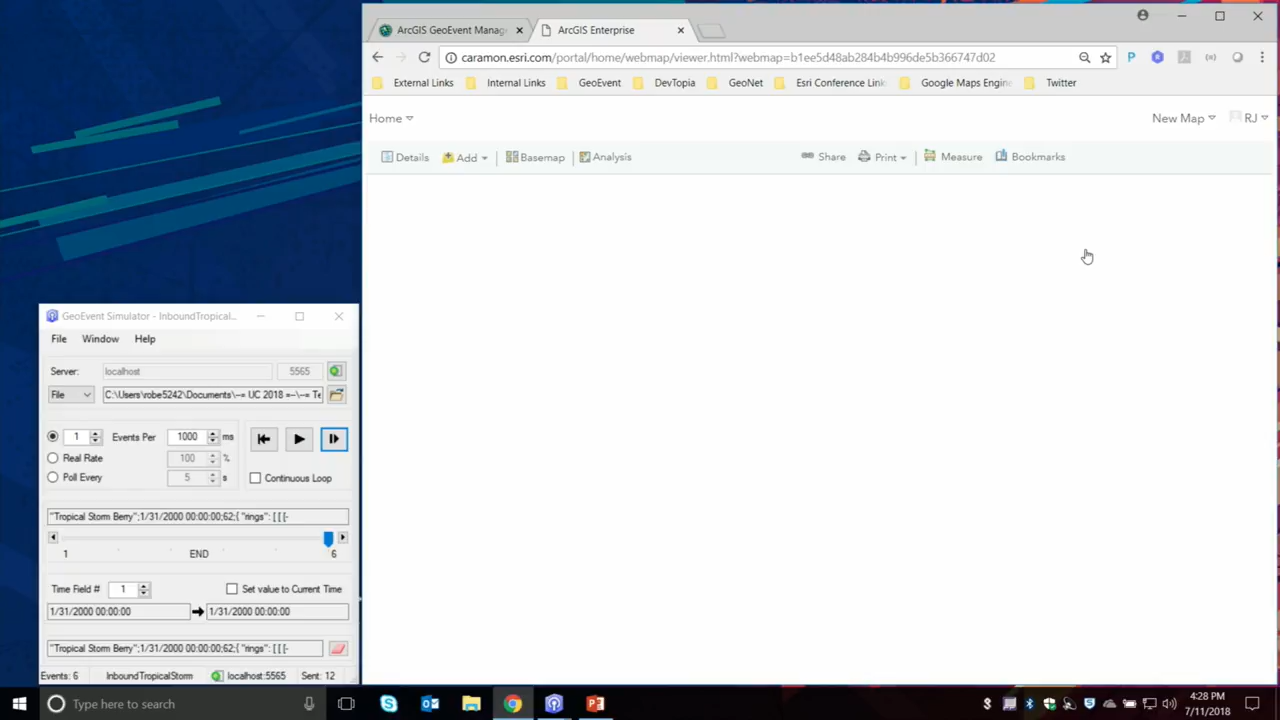 ArcGIS GeoEvent Manag
ArcGIS Enterprise
caramon.esri.com/portal/home/webmap/viewer.html?webmap=b1ee5d48ab284b4b996de5b366747d02
External Links
Internal Links
GeoEvent
DevTopia
GeoNet
Esri Conference Link
Google Maps Engine
Twitter
Home
New Map
RJ
Details
Add
Basemap
Analysis
Share
Print
Measure
Bookmarks
GeoEvent Simulator - InboundTropical...
File Window Help
Server: localhost 5565
File C:\Users\robe5242\Documents\~= UC 2018 =~\~= Te
1 Events Per 1000 ms
Real Rate 100 %
Poll Every 5 s
Continuous Loop
"Tropical Storm Berry";1/31/2000 00:00:00;62;{ "rings": [ [ [-
1 END 6
Time Field # 1 Set value to Current Time
1/31/2000 00:00:00 1/31/2000 00:00:00
"Tropical Storm Berry";1/31/2000 00:00:00;62;{ "rings": [ [ [-
Events: 6 InboundTropicalStorm localhost:5565 Sent: 12
Type here to search
4:28 PM
7/11/2018